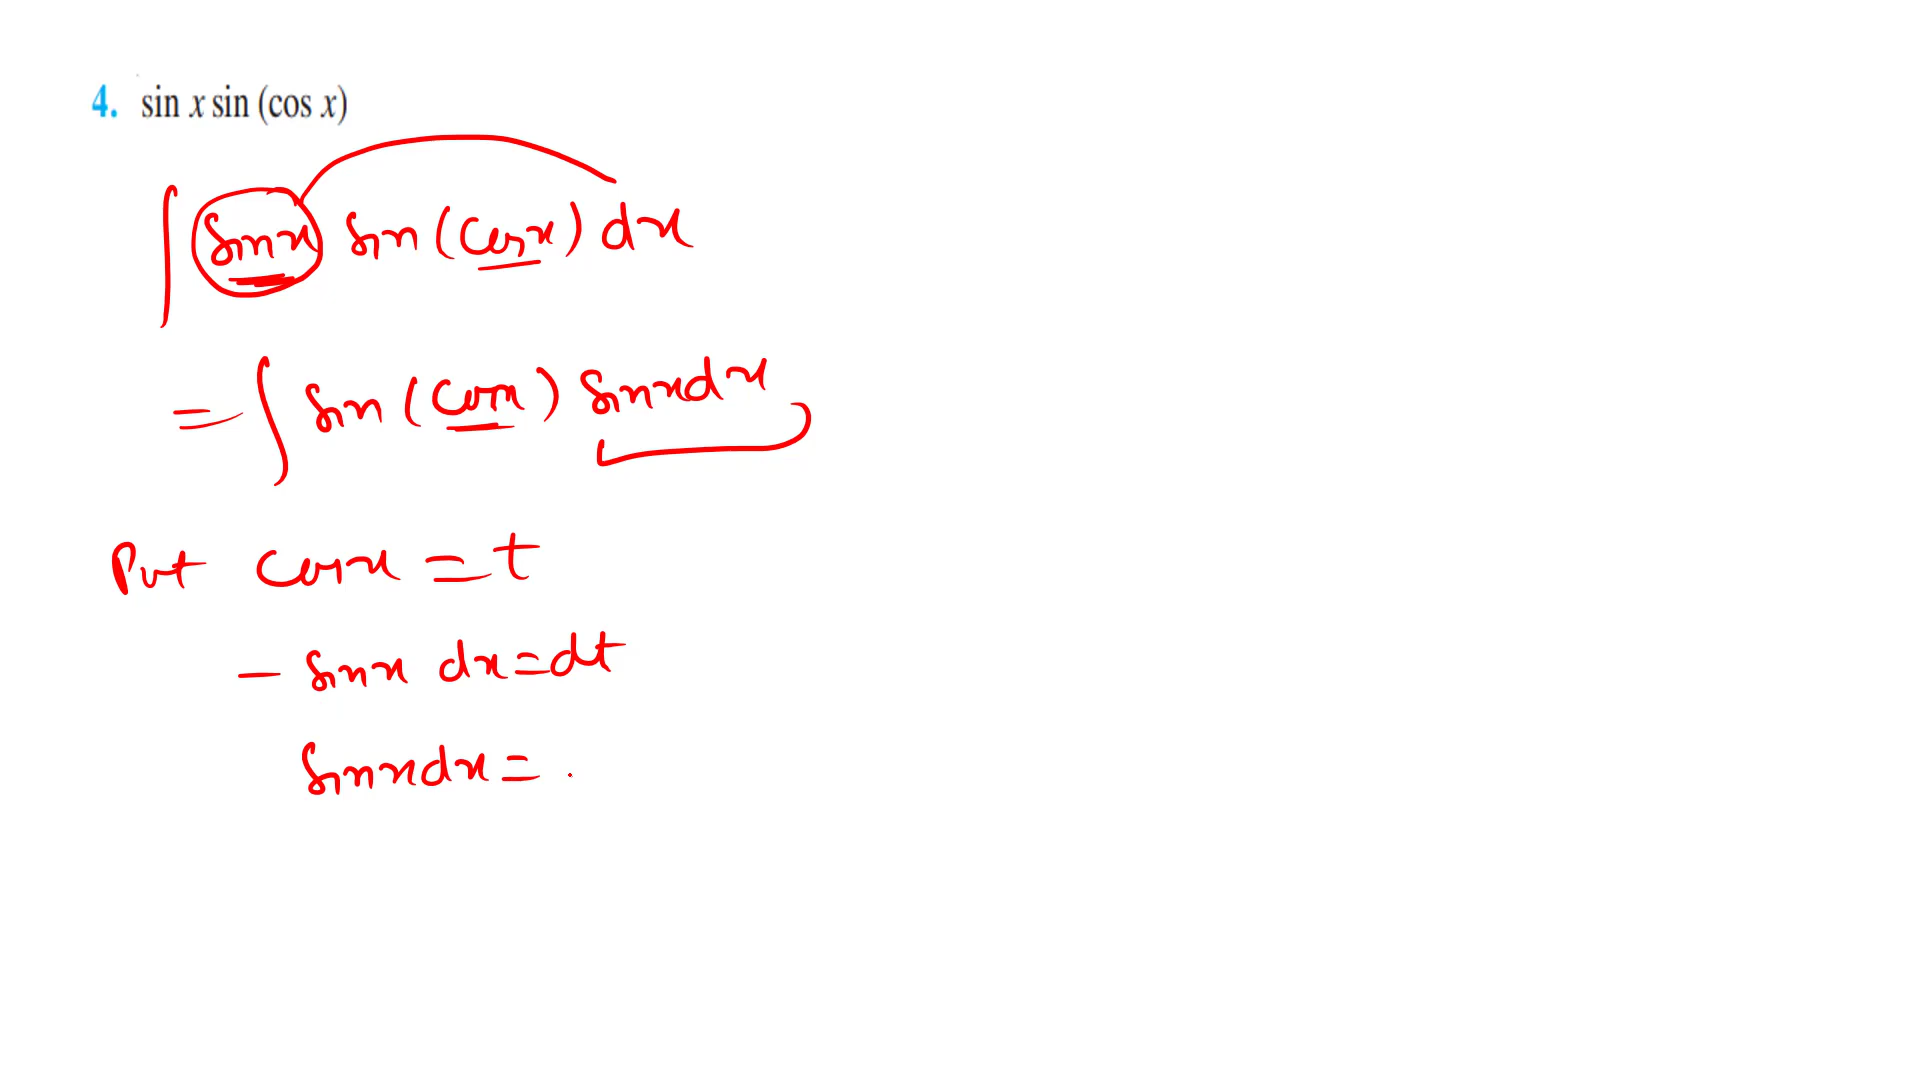 4. sin x sin (cos x)
∫ sinx sin (cosx) dx
= ∫ sin (cosx) sinxdx
Put cosx = t
- sinx dx = dt
sinxdx = .